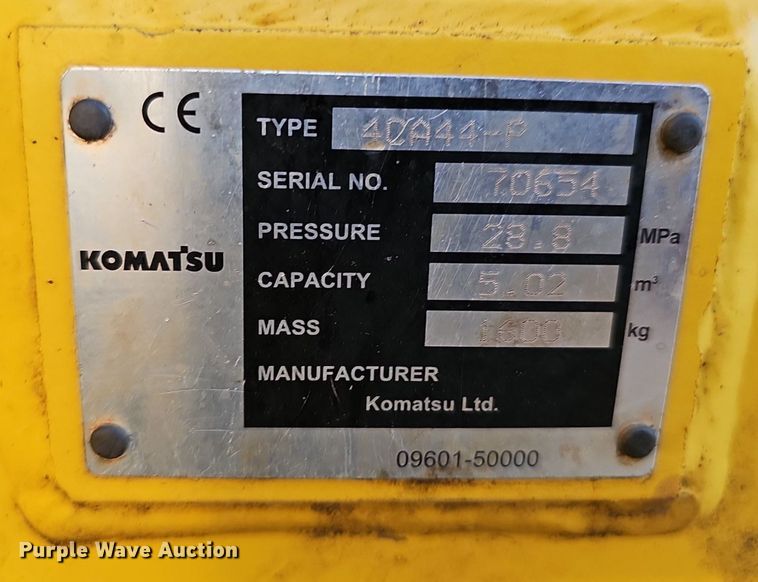 CE
TYPE 4DA44-P
SERIAL NO. 70654
PRESSURE 28.8 MPa
KOMATSU
CAPACITY 5.02 m³
MASS 1600 kg
MANUFACTURER
Komatsu Ltd.
09601-50000
Purple Wave Auction